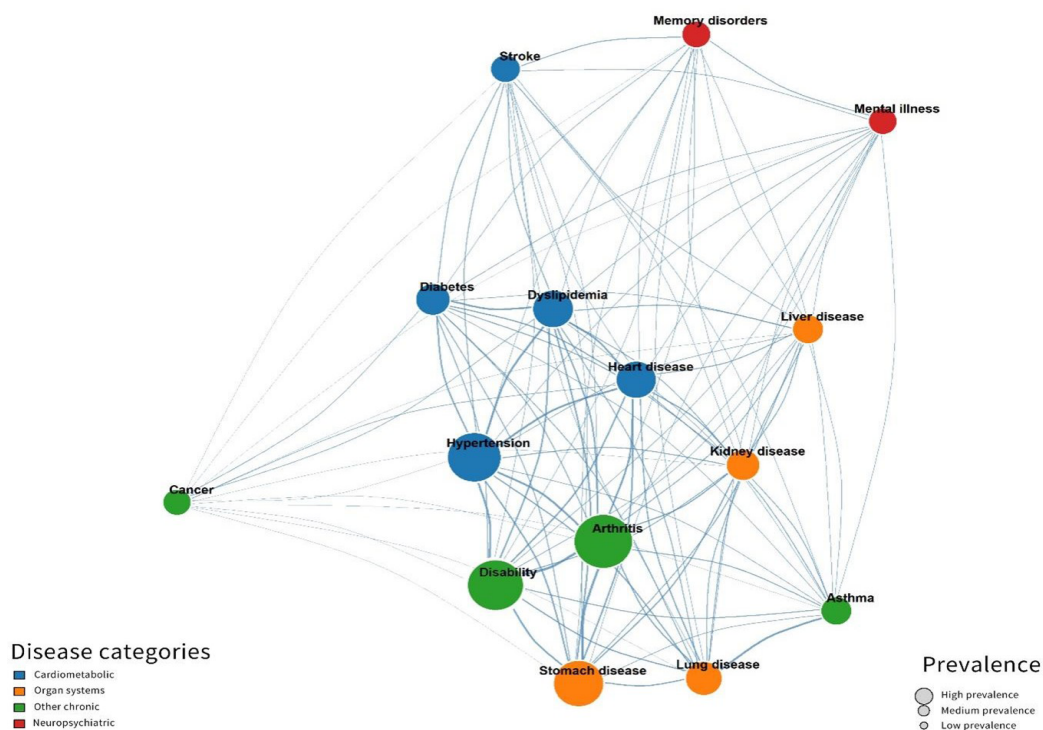 Memory disorders
Stroke
Mental illness
Diabetes
Dyslipidemia
Liver disease
Heart disease
Hypertension
Kidney disease
Cancer
Arthritis
Disability
Asthma
Stomach disease
Lung disease
Disease categories
Cardiometabolic
Organ systems
Other chronic
Neuropsychiatric
Prevalence
High prevalence
Medium prevalence
Low prevalence